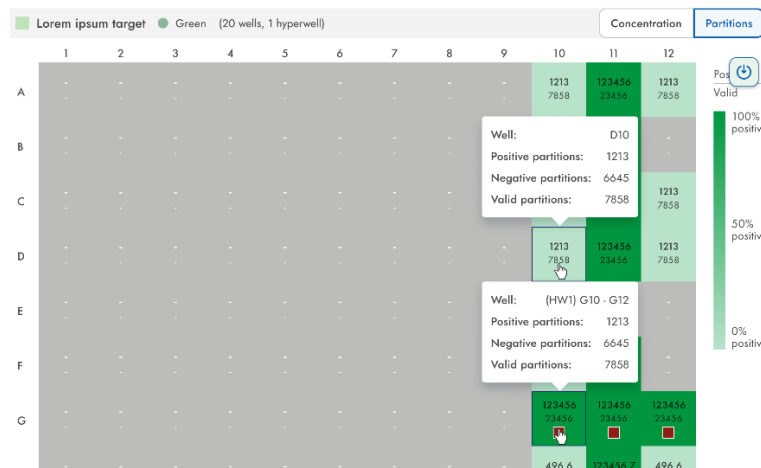 Lorem ipsum target Green (20 wells, 1 hyperwell) Concentration Partitions
1 2 3 4 5 6 7 8 9 10 11 12
A - - - - - - - - - 1213 123456 1213
- - - - - - - - - 7858 23456 7858
Valid
100%
B - - - - - - - - - -
- - - - - - - - - -
Well: D10
Positive partitions: 1213
Negative partitions: 6645
Valid partitions: 7858
C - - - - - - - - - 1213
- - - - - - - - - 7858
50%
D - - - - - - - - - 1213 123456 1213
- - - - - - - - - 7858 23456 7858
E - - - - - - - - - -
- - - - - - - - - -
Well: (HW1) G10 - G12
Positive partitions: 1213
Negative partitions: 6645
Valid partitions: 7858
0%
F - - - - - - - - - -
- - - - - - - - - -
G - - - - - - - - - 123456 123456 123456
- - - - - - - - - 23456 23456 23456
496.6 123456.7 496.6